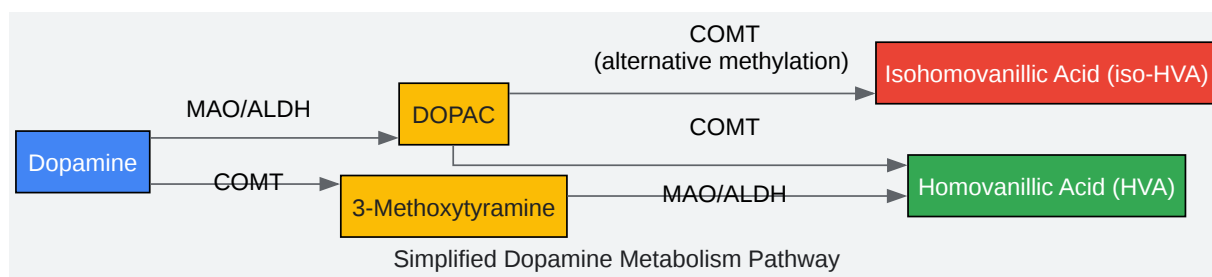 COMT
(alternative methylation)
Isohomovanillic Acid (iso-HVA)
MAO/ALDH
DOPAC
COMT
Dopamine
COMT
3-Methoxytyramine
MAO/ALDH
Homovanillic Acid (HVA)
Simplified Dopamine Metabolism Pathway